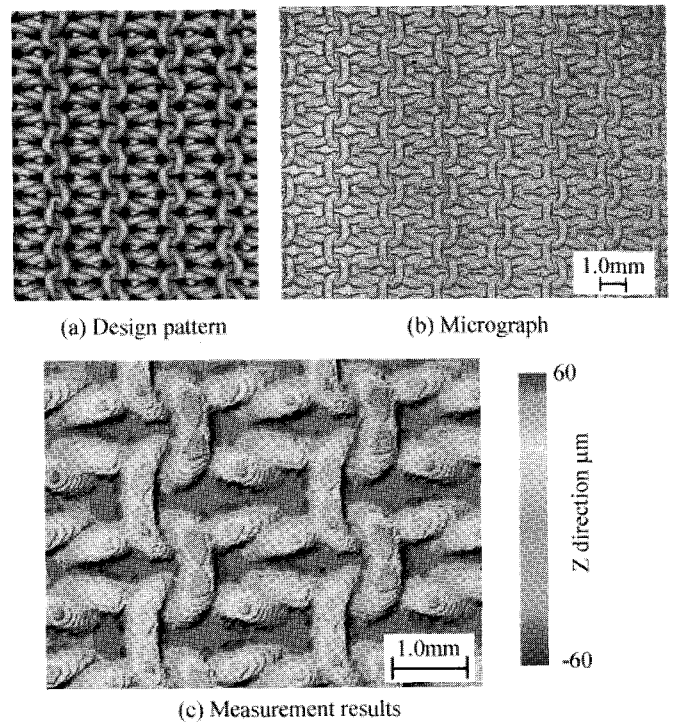 1.0mm
(a) Design pattern
(b) Micrograph
60
Z direction μm
1.0mm
-60
(c) Measurement results